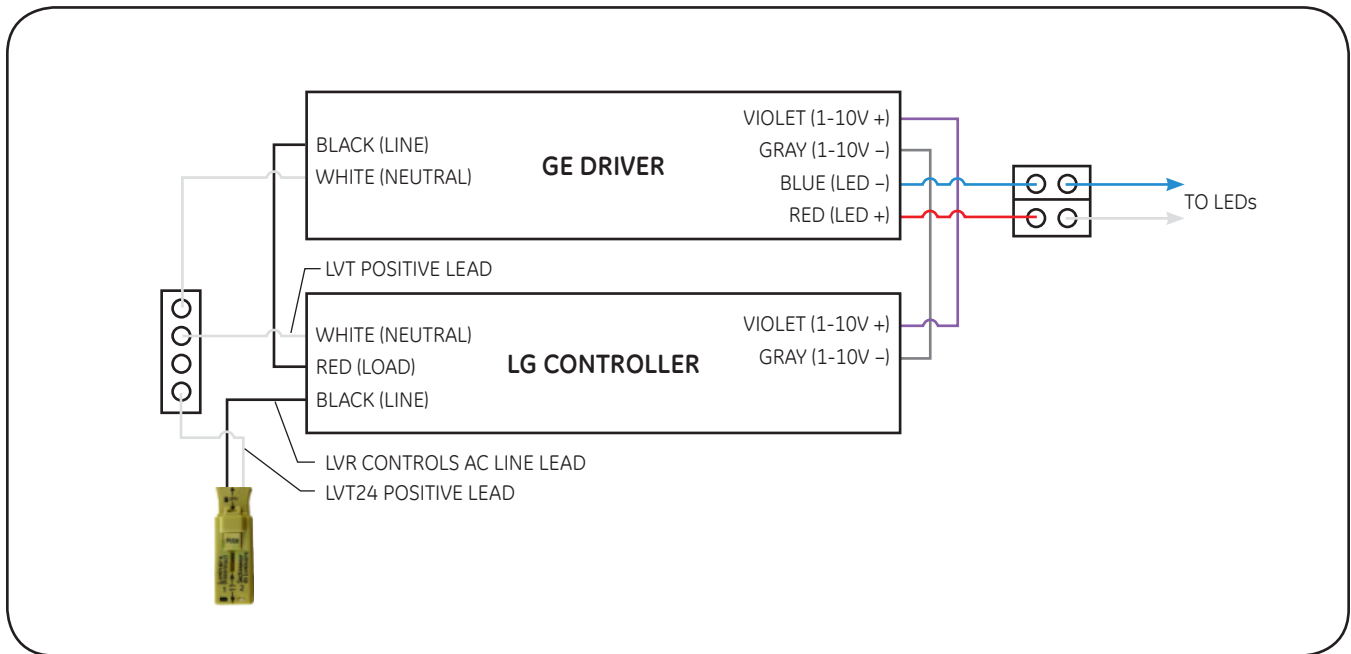 BLACK (LINE)
WHITE (NEUTRAL)
GE DRIVER
VIOLET (1-10V +)
GRAY (1-10V –)
BLUE (LED –)
RED (LED +)
TO LEDs
LVT POSITIVE LEAD
WHITE (NEUTRAL)
RED (LOAD)
BLACK (LINE)
LG CONTROLLER
VIOLET (1-10V +)
GRAY (1-10V –)
LVR CONTROLS AC LINE LEAD
LVT24 POSITIVE LEAD
PUSH